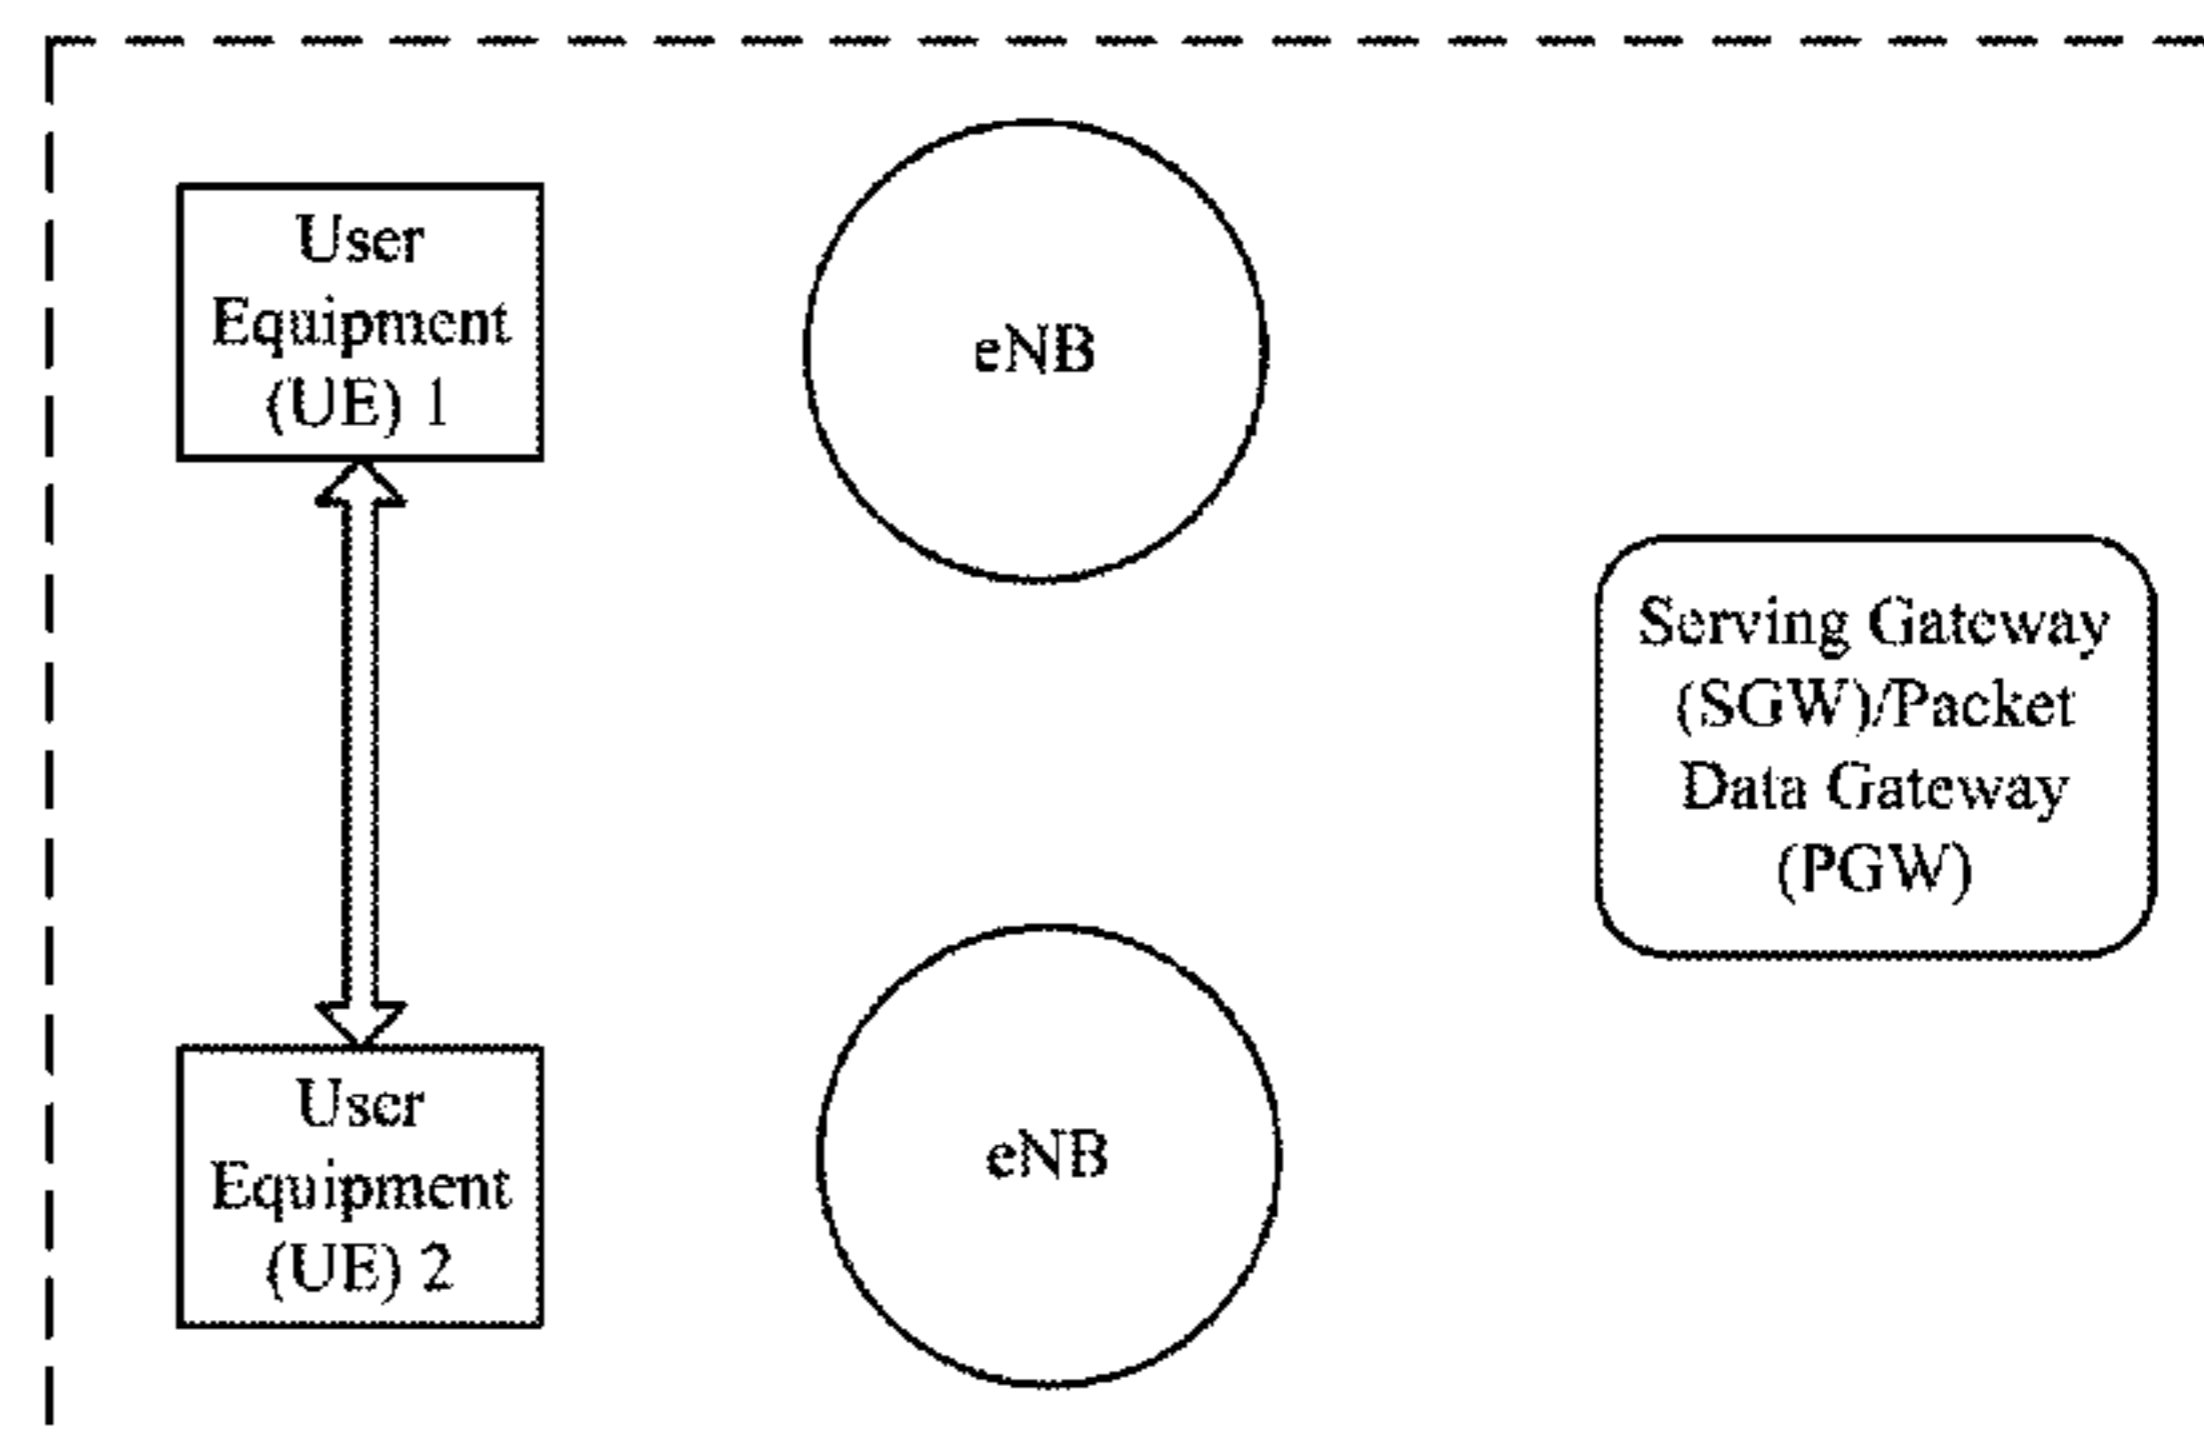 User
Equipment
(UE) 1
eNB
Serving Gateway
(SGW)/Packet
Data Gateway
(PGW)
User
Equipment
(UE) 2
eNB